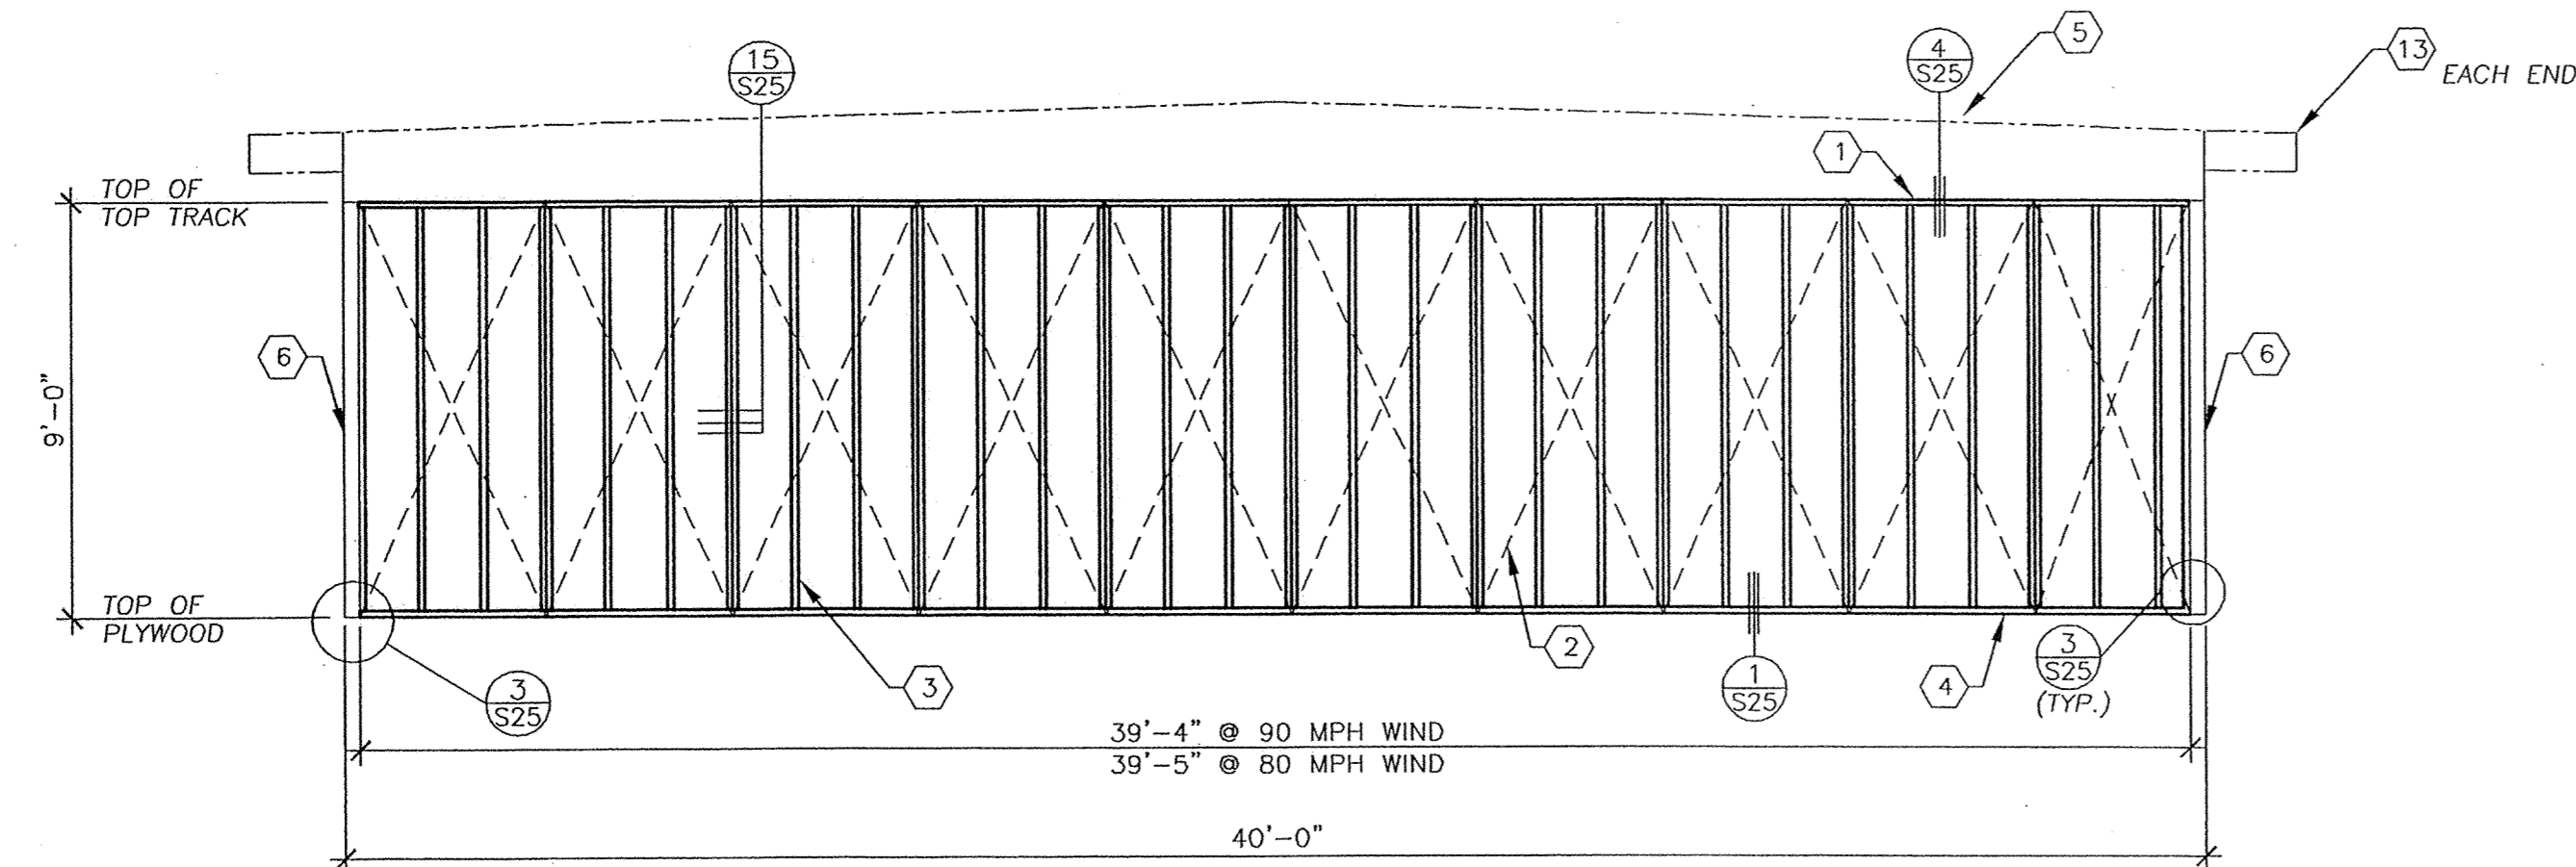 5
13
EACH END
15
S25
4
S25
1
TOP OF
TOP TRACK
6
6
9'-0"
TOP OF
PLYWOOD
3
S25
3
1
S25
2
4
3
S25
(TYP.)
39'-4" @ 90 MPH WIND
39'-5" @ 80 MPH WIND
40'-0"